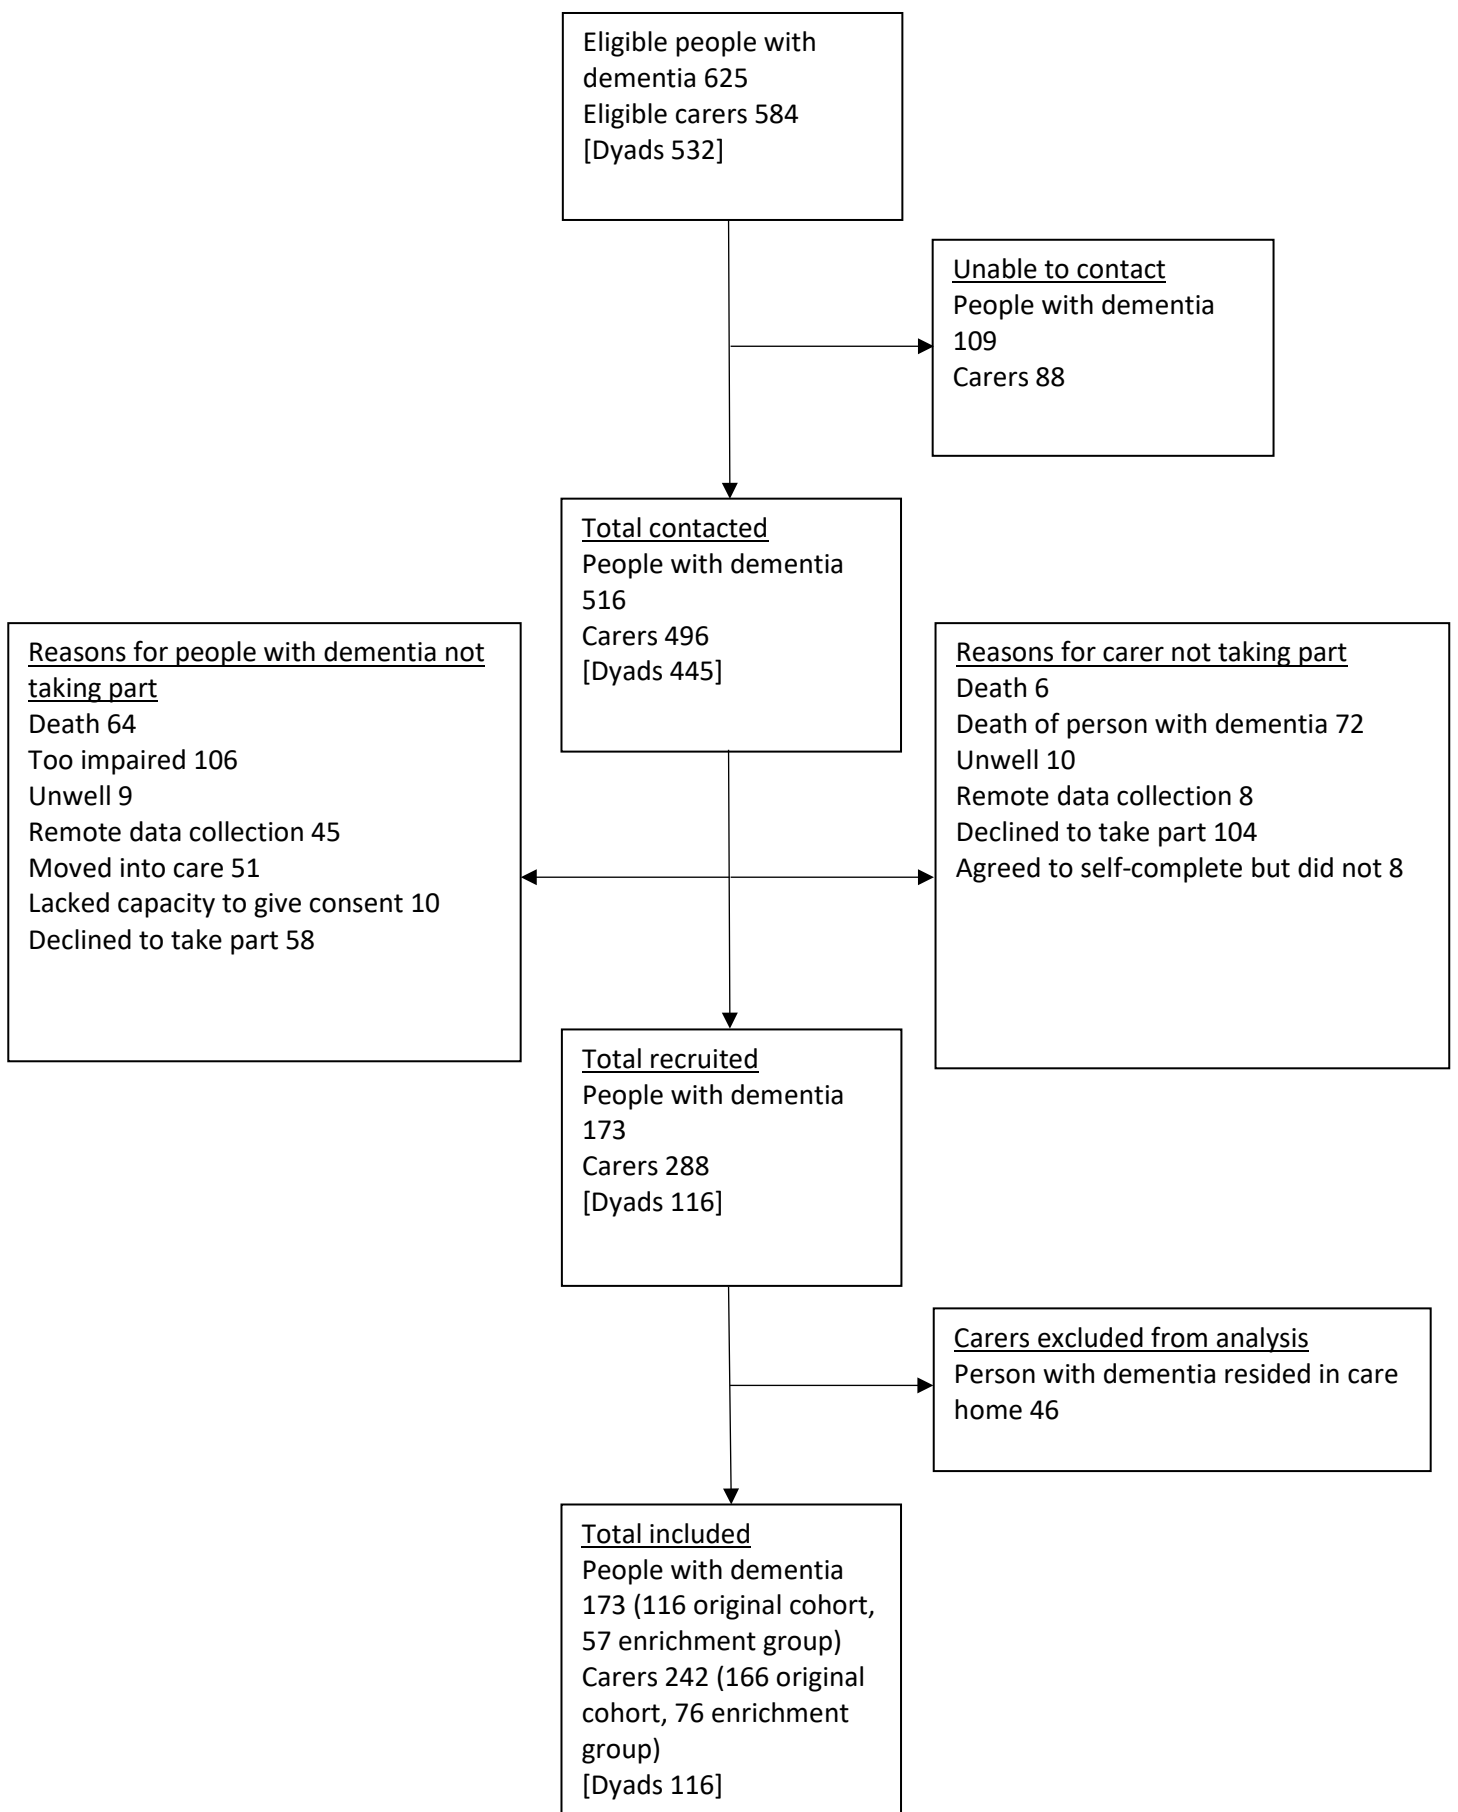 Eligible people with
dementia 625
Eligible carers 584
[Dyads 532]
Unable to contact
People with dementia
109
Carers 88
Total contacted
People with dementia
516
Carers 496
[Dyads 445]
Reasons for people with dementia not
taking part
Death 64
Too impaired 106
Unwell 9
Remote data collection 45
Moved into care 51
Lacked capacity to give consent 10
Declined to take part 58
Reasons for carer not taking part
Death 6
Death of person with dementia 72
Unwell 10
Remote data collection 8
Declined to take part 104
Agreed to self-complete but did not 8
Total recruited
People with dementia
173
Carers 288
[Dyads 116]
Carers excluded from analysis
Person with dementia resided in care
home 46
Total included
People with dementia
173 (116 original cohort,
57 enrichment group)
Carers 242 (166 original
cohort, 76 enrichment
group)
[Dyads 116]